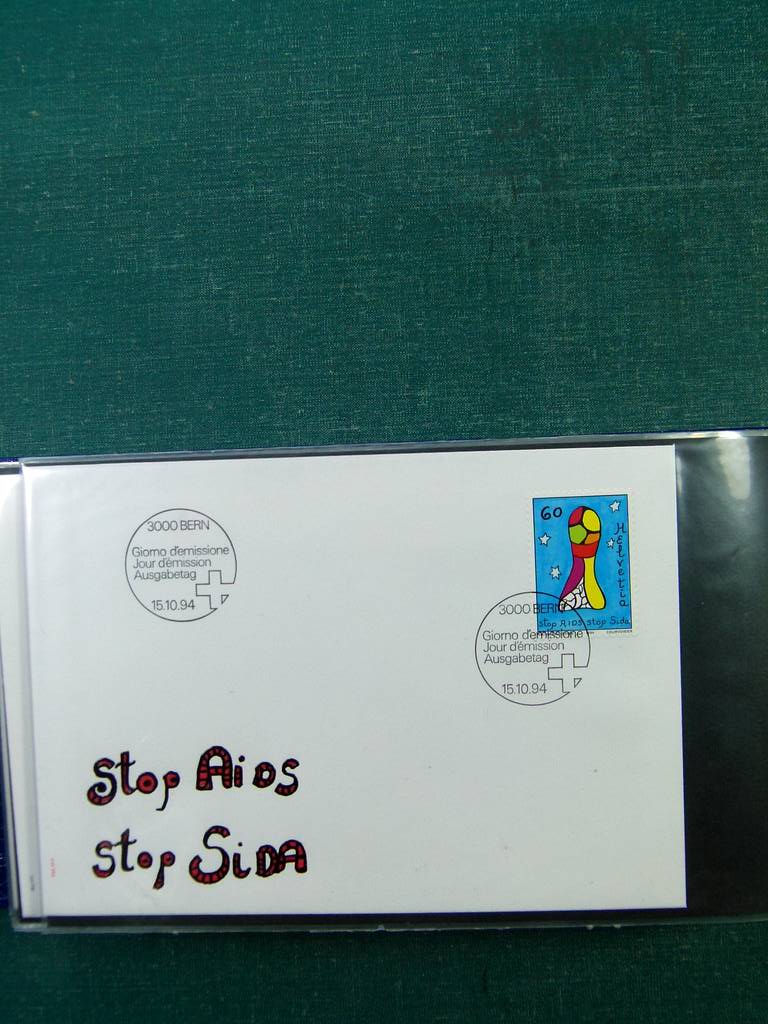 3000 BERN
Giorno d'emissione
Jour d'émission
Ausgabetag
15.10.94
60
Helvetia
stop AIDS stop Sida
3000 BERN
Giorno d'emissione
Jour d'émission
Ausgabetag
15.10.94
Stop AiDS
stop SiDA